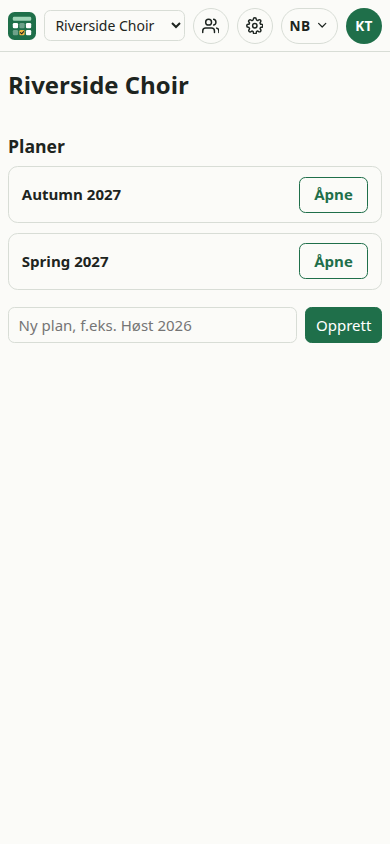 Riverside Choir NB KT
Riverside Choir
Planer
Autumn 2027 Åpne
Spring 2027 Åpne
Ny plan, f.eks. Høst 2026 Opprett